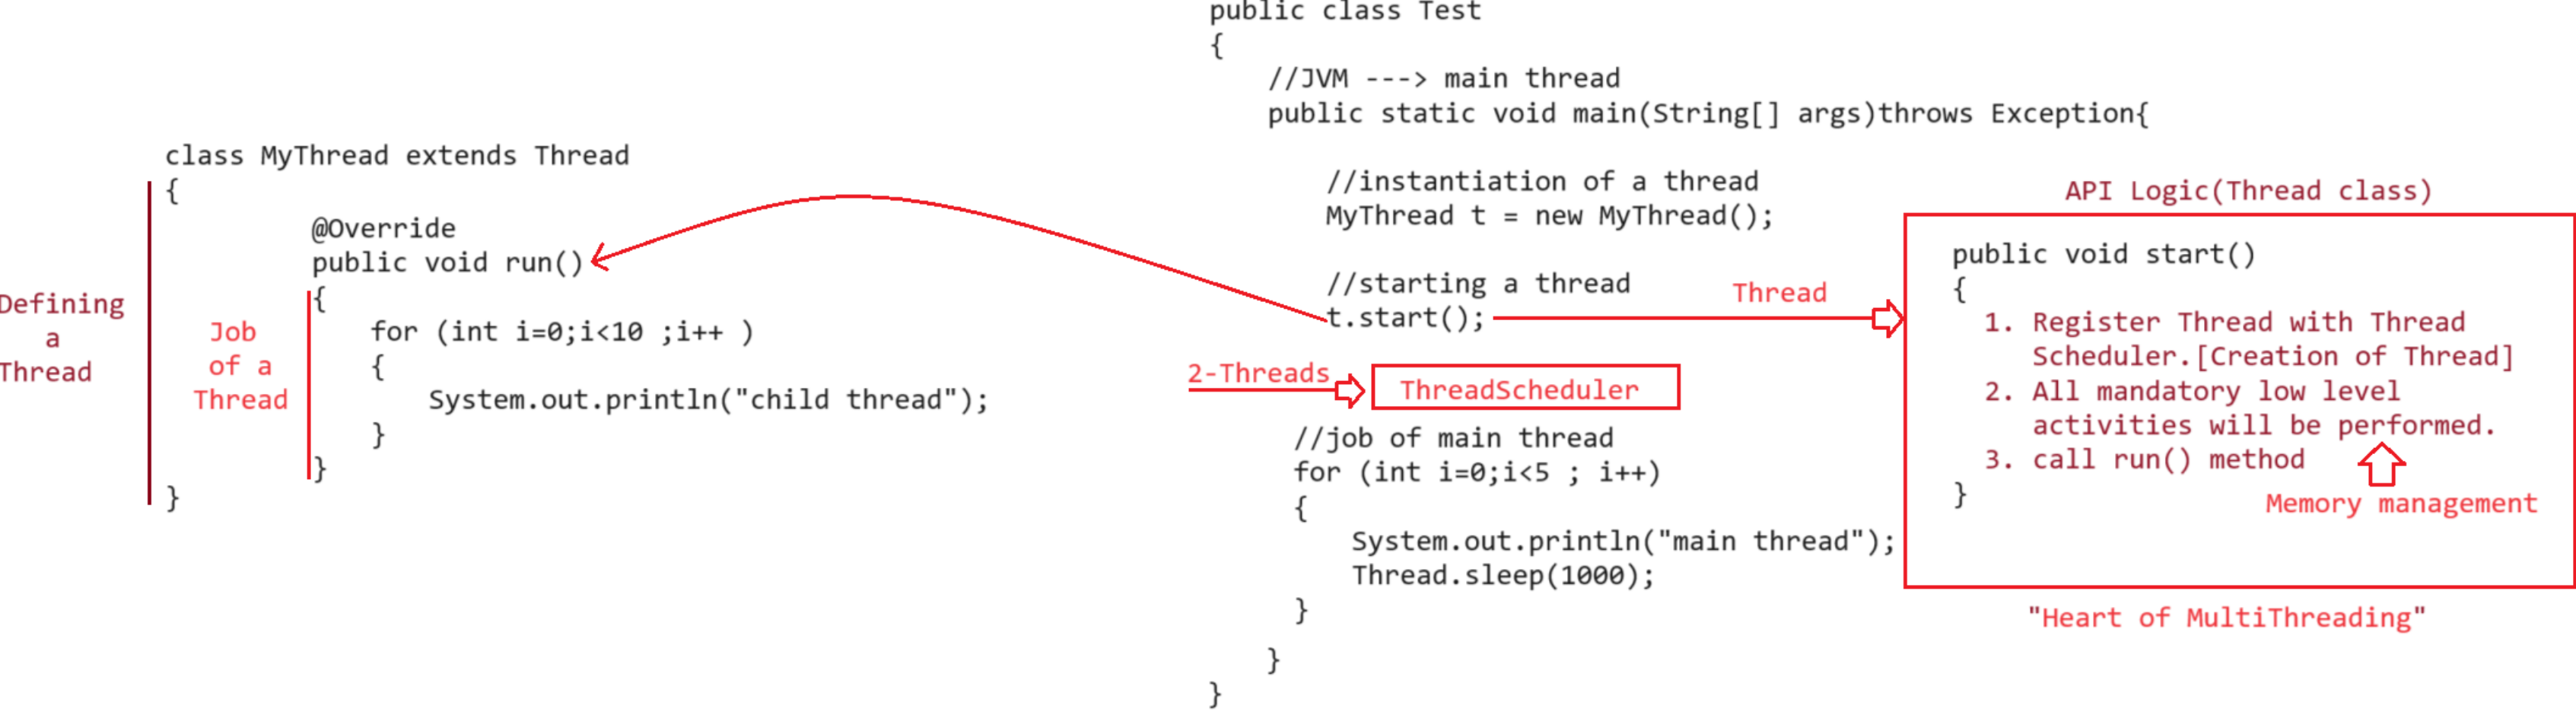 class MyThread extends Thread
{
@Override
public void run()
{
for (int i=0;i<10 ;i++ )
{
System.out.println("child thread");
}
}
}
Defining
a
Thread
Job
of a
Thread
public class Test
{
//JVM ---> main thread
public static void main(String[] args)throws Exception{
//instantiation of a thread
MyThread t = new MyThread();
//starting a thread
t.start();
Thread
2-Threads
ThreadScheduler
//job of main thread
for (int i=0;i<5 ; i++)
{
System.out.println("main thread");
Thread.sleep(1000);
}
}
}
API Logic(Thread class)
public void start()
{
1. Register Thread with Thread
Scheduler.[Creation of Thread]
2. All mandatory low level
activities will be performed.
3. call run() method
}
Memory management
"Heart of MultiThreading"